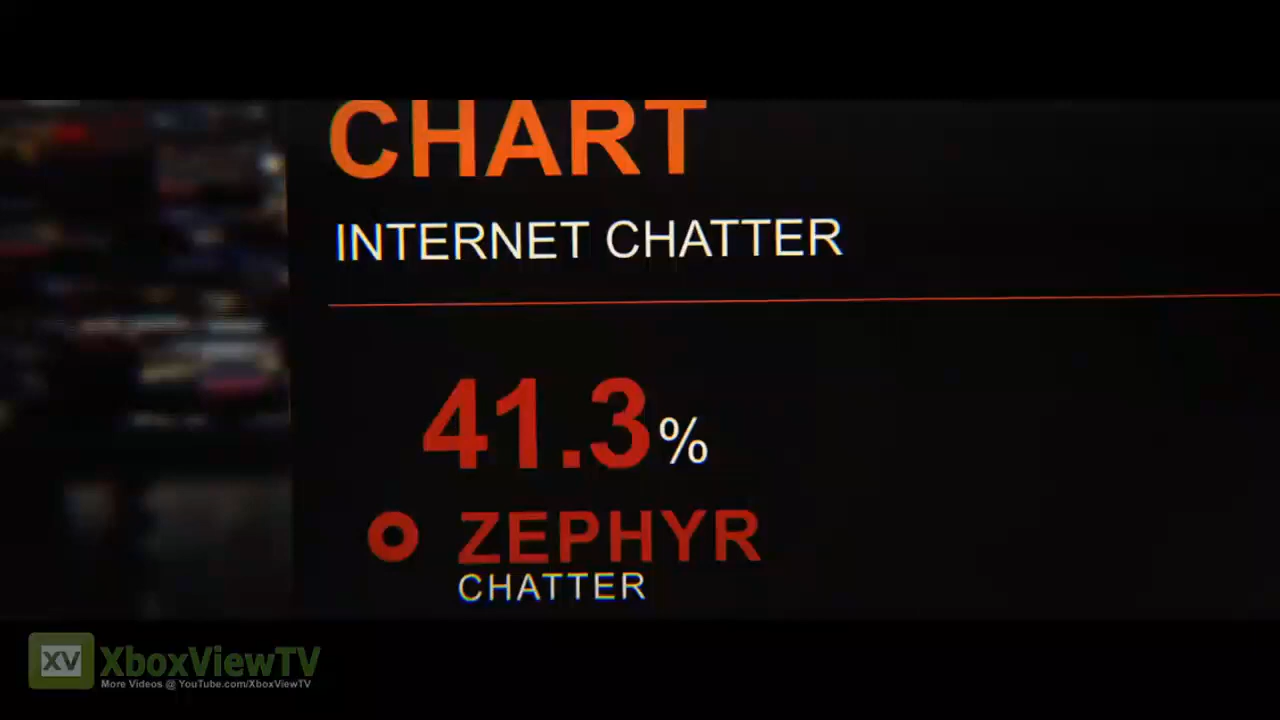 CHART
INTERNET CHATTER
41.3%
ZEPHYR
CHATTER
XV XboxViewTV
More Videos @ YouTube.com/XboxViewTV